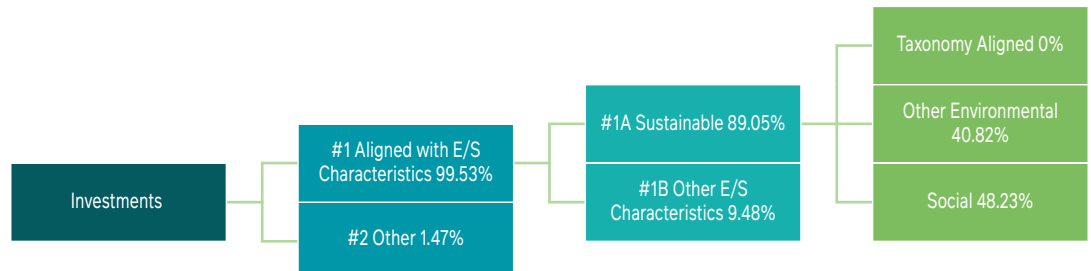 Investments
#1 Aligned with E/S
Characteristics 99.53%
#2 Other 1.47%
#1A Sustainable 89.05%
#1B Other E/S
Characteristics 9.48%
Taxonomy Aligned 0%
Other Environmental
40.82%
Social 48.23%